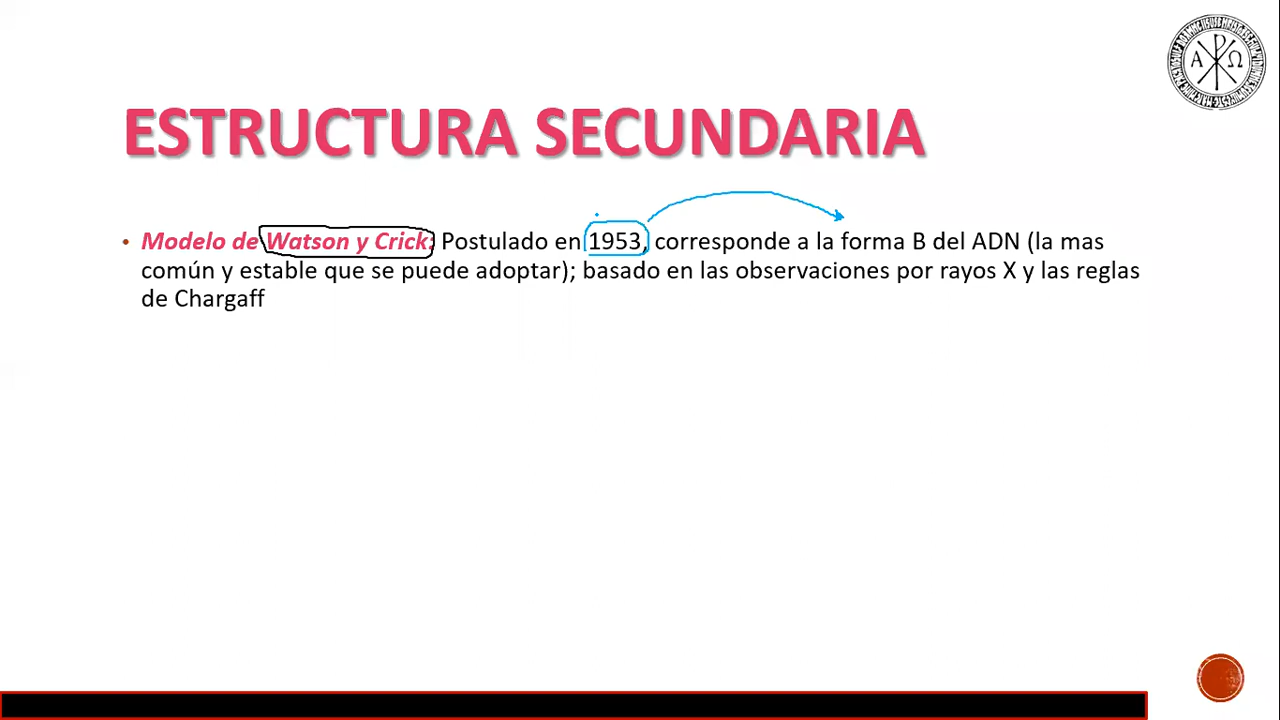 ESTRUCTURA SECUNDARIA
• Modelo de Watson y Crick: Postulado en 1953, corresponde a la forma B del ADN (la mas
común y estable que se puede adoptar); basado en las observaciones por rayos X y las reglas
de Chargaff
Α Ω